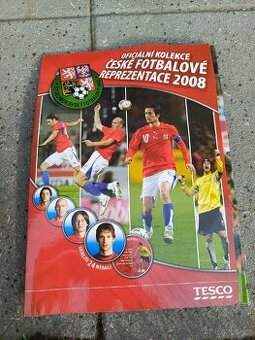 OFICIÁLNÍ KOLEKCE
ČESKÉ FOTBALOVÉ
REPREZENTACE 2008
TESCO